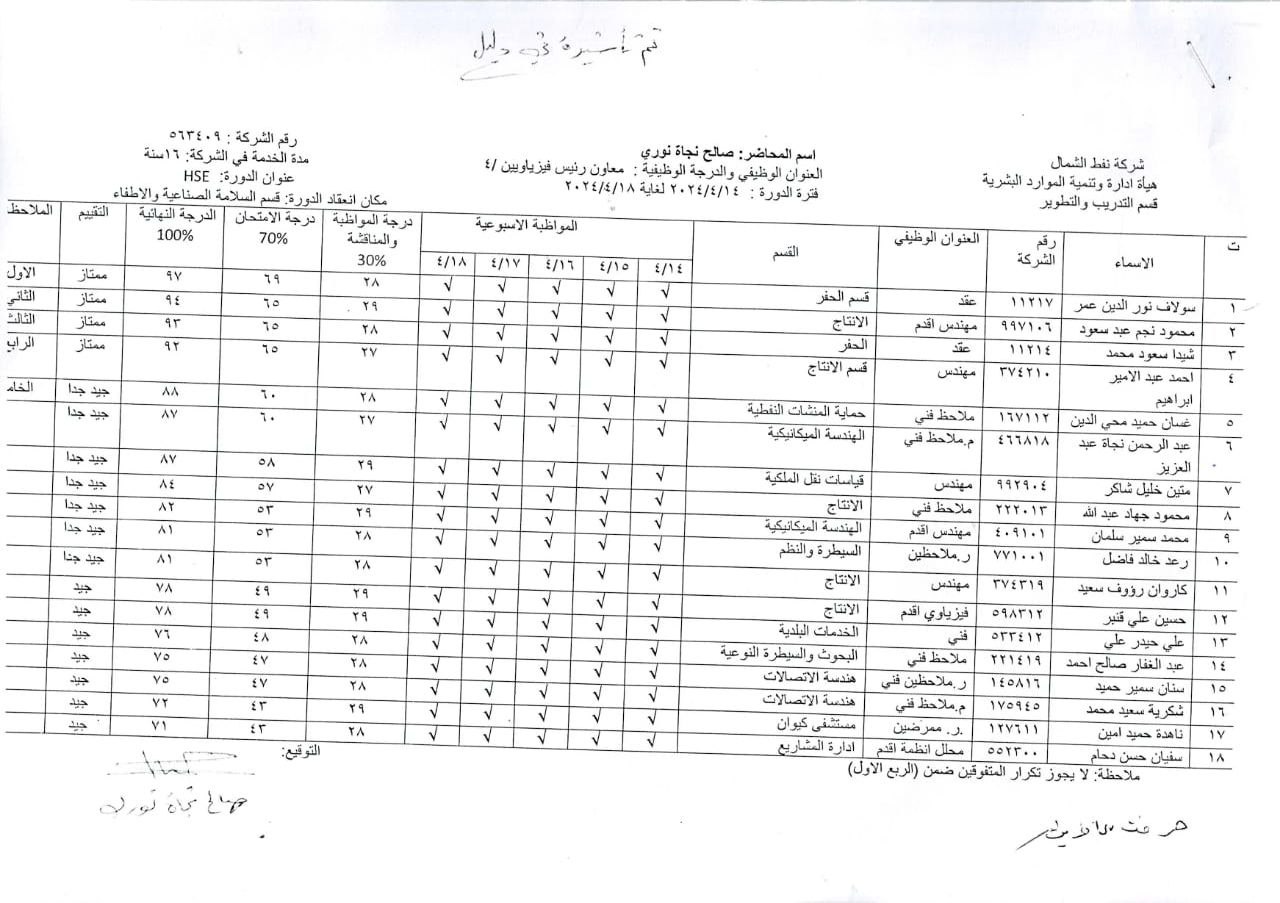 تم تأشيرة في دليل
شركة نفط الشمال
هيأة ادارة وتنمية الموارد البشرية
قسم التدريب والتطوير
اسم المحاضر: صالح نجاة نوري
العنوان الوظيفي والدرجة الوظيفية : معاون رئيس فيزياويين /٤
فترة الدورة : ٢٠٢٤/٤/١٤ لغاية ٢٠٢٤/٤/١٨
رقم الشركة : ٥٦٣٤٠٩
مدة الخدمة في الشركة: ١٦سنة
عنوان الدورة: HSE
مكان انعقاد الدورة: قسم السلامة الصناعية والاطفاء
ت الاسماء رقم الشركة العنوان الوظيفي القسم المواظبة الاسبوعية درجة المواظبة والمناقشة 30% درجة الامتحان 70% الدرجة النهائية 100% التقييم الملاحظ
٤/١٤ ٤/١٥ ٤/١٦ ٤/١٧ ٤/١٨
١ سولاف نور الدين عمر ١١٢١٧ عقد قسم الحفر √ √ √ √ √ ٢٨ ٦٩ ٩٧ ممتاز الاول
٢ محمود نجم عبد سعود ٩٩٧١٠٦ مهندس اقدم الانتاج √ √ √ √ √ ٢٩ ٦٥ ٩٤ ممتاز الثاني
٣ شيدا سعود محمد ١١٢١٤ عقد الحفر √ √ √ √ √ ٢٨ ٦٥ ٩٣ ممتاز الثالث
٤ احمد عبد الامير ابراهيم ٣٧٤٢١٠ مهندس قسم الانتاج √ √ √ √ √ ٢٧ ٦٥ ٩٢ ممتاز الرابع
٥ غسان حميد محي الدين ١٦٧١١٢ ملاحظ فني حماية المنشات النفطية √ √ √ √ √ ٢٨ ٦٠ ٨٨ جيد جدا الخام
٦ عبد الرحمن نجاة عبد العزيز ٤٦٦٨١٨ م.ملاحظ فني الهندسة الميكانيكية √ √ √ √ √ ٢٧ ٦٠ ٨٧ جيد جدا
٧ متين خليل شاكر ٩٩٢٩٠٤ مهندس قياسات نقل الملكية √ √ √ √ √ ٢٩ ٥٨ ٨٧ جيد جدا
٨ محمود جهاد عبد الله ٢٢٢٠١٣ ملاحظ فني الانتاج √ √ √ √ √ ٢٧ ٥٧ ٨٤ جيد جدا
٩ محمد سمير سلمان ٤٠٩١٠١ مهندس اقدم الهندسة الميكانيكية √ √ √ √ √ ٢٩ ٥٣ ٨٢ جيد جدا
١٠ رعد خالد فاضل ٧٧١٠٠١ ر.ملاحظين السيطرة والنظم √ √ √ √ √ ٢٨ ٥٣ ٨١ جيد جدا
١١ كاروان رؤوف سعيد ٣٧٤٣١٩ مهندس الانتاج √ √ √ √ √ ٢٨ ٥٣ ٨١ جيد جدا
١٢ حسين علي قنبر ٥٩٨٣١٢ فيزياوي اقدم الانتاج √ √ √ √ √ ٢٩ ٤٩ ٧٨ جيد
١٣ علي حيدر علي ٥٣٣٤١٢ فني الخدمات البلدية √ √ √ √ √ ٢٩ ٤٩ ٧٨ جيد
١٤ عبد الغفار صالح احمد ٢٢١٤١٩ ملاحظ فني البحوث والسيطرة النوعية √ √ √ √ √ ٢٨ ٤٨ ٧٦ جيد
١٥ سنان سمير حميد ١٤٥٨١٦ ر.ملاحظين فني هندسة الاتصالات √ √ √ √ √ ٢٨ ٤٧ ٧٥ جيد
١٦ شكرية سعيد محمد ١٧٥٩٤٥ م.ملاحظ فني هندسة الاتصالات √ √ √ √ √ ٢٨ ٤٧ ٧٥ جيد
١٧ ناهدة حميد امين ١٢٧٦١١ ر. ممرضين. مستشفى كيوان √ √ √ √ √ ٢٩ ٤٣ ٧٢ جيد
١٨ سفيان حسن دحام ٥٥٢٣٠٠ محلل انظمة اقدم ادارة المشاريع √ √ √ √ √ ٢٨ ٤٣ ٧١ جيد
ملاحظة: لا يجوز تكرار المتفوقين ضمن (الربع الاول)
التوقيع:
صالح نجاة نوري